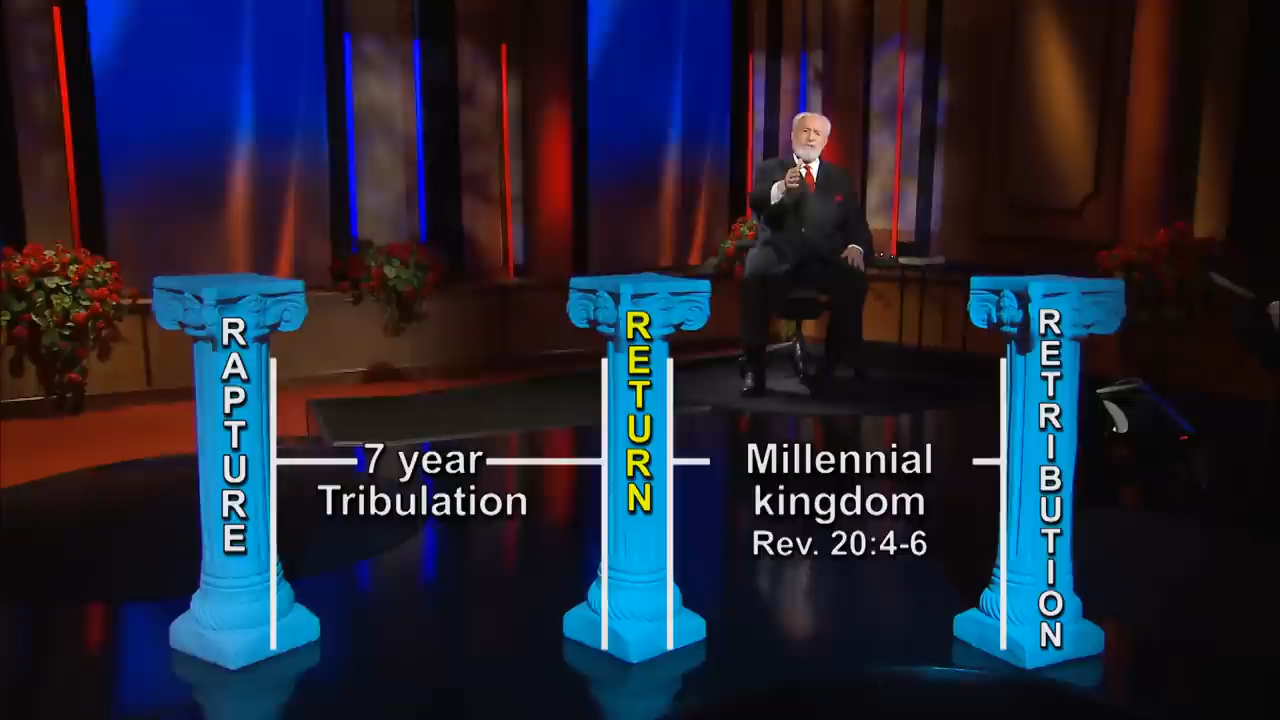 RAPTURE
7 year
Tribulation
RETURN
Millennial
kingdom
Rev. 20:4-6
RETRIBUTION